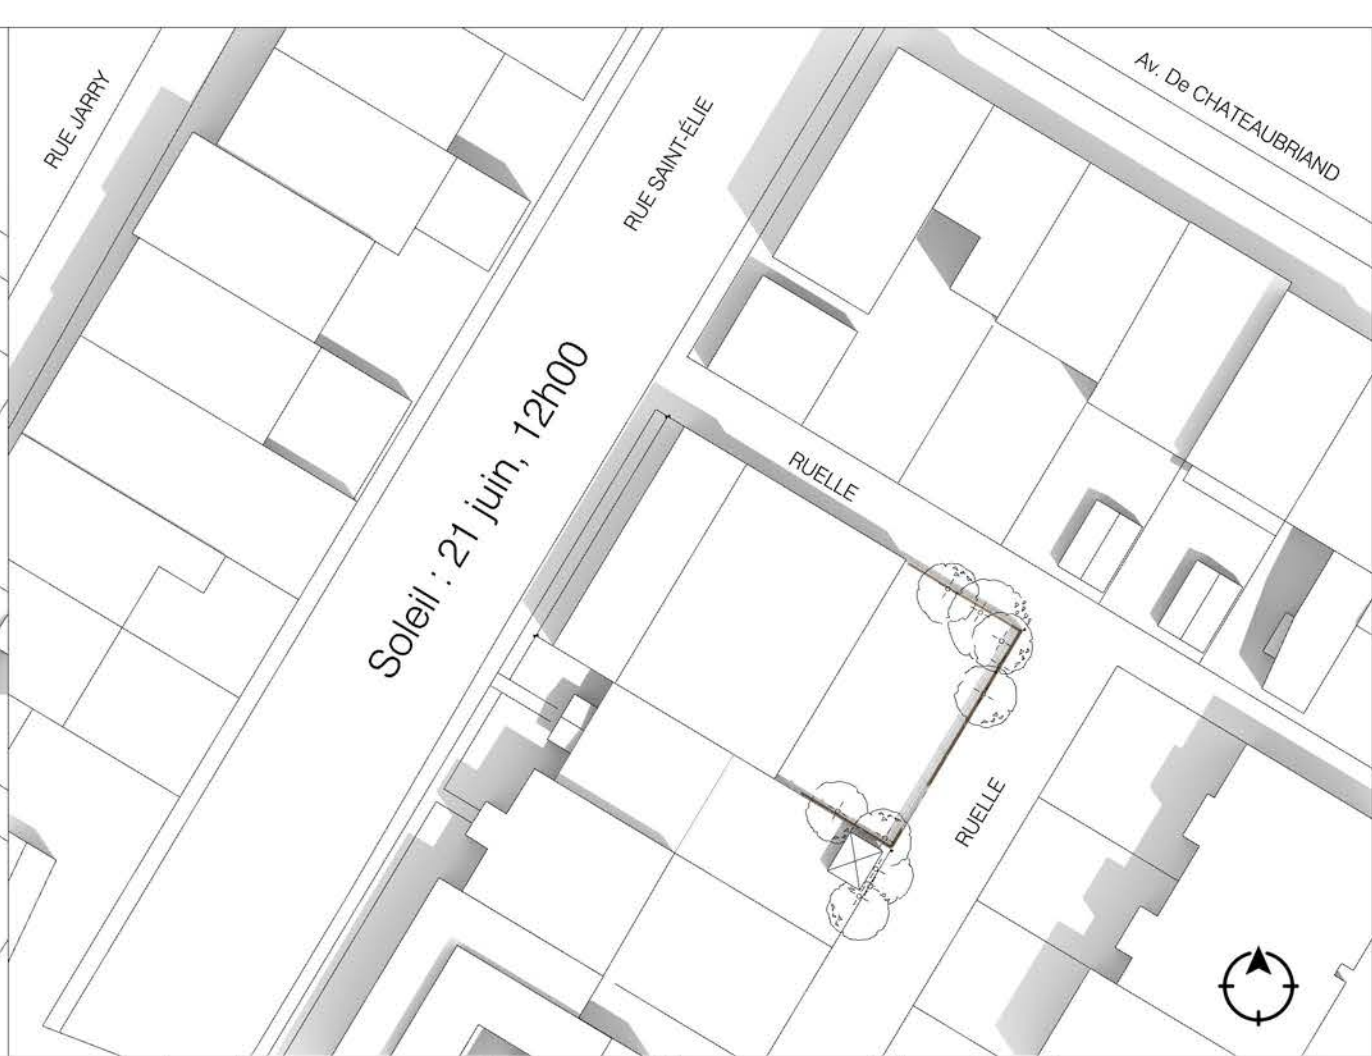 RUE JARRY
RUE SAINT-ÉLIE
Av. De CHATEAUBRIAND
Soleil : 21 juin, 12h00
RUELLE
RUELLE